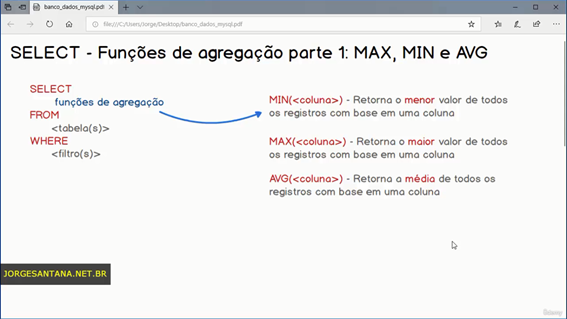 banco_dados_mysql.pdf
file:///C:/Users/Jorge/Desktop/banco_dados_mysql.pdf
SELECT - Funções de agregação parte 1: MAX, MIN e AVG
SELECT
funções de agregação
FROM
<tabela(s)>
WHERE
<filtro(s)>
MIN(<coluna>) - Retorna o menor valor de todos
os registros com base em uma coluna
MAX(<coluna>) - Retorna o maior valor de todos
os registros com base em uma coluna
AVG(<coluna>) - Retorna a média de todos os
registros com base em uma coluna
JORGESANTANA.NET.BR
Udemy